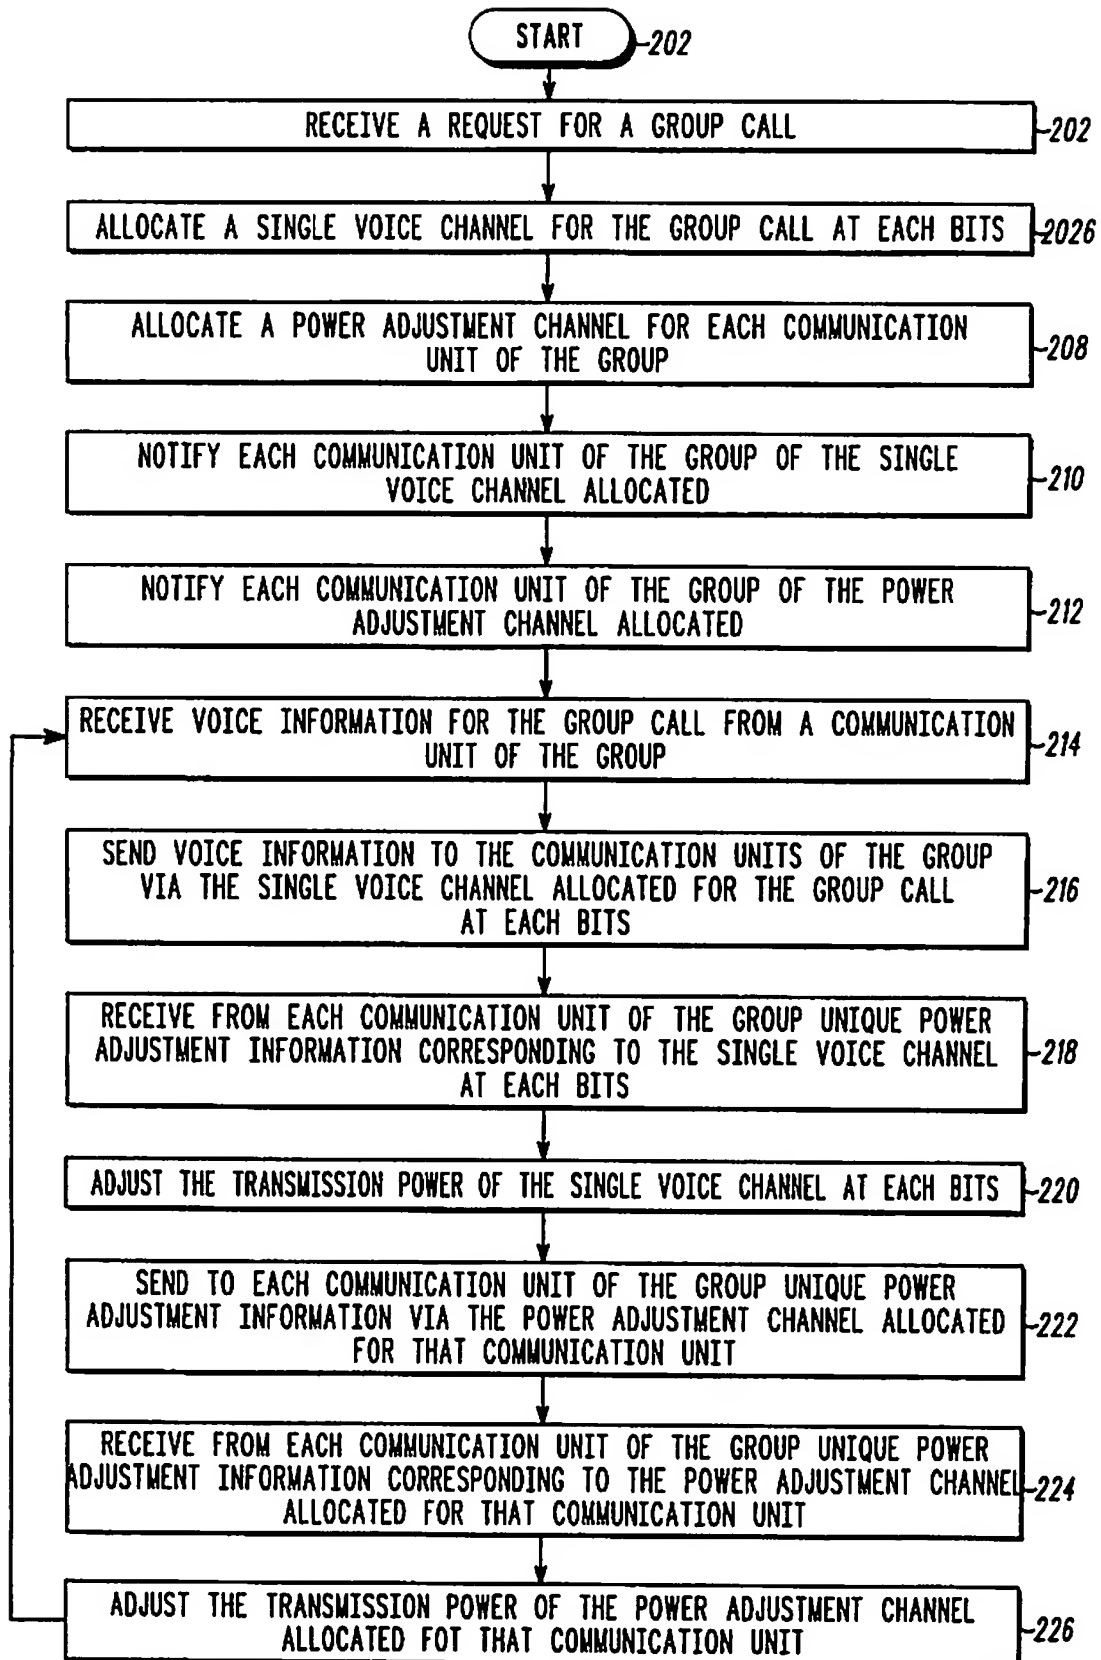 START
202
RECEIVE A REQUEST FOR A GROUP CALL
202
ALLOCATE A SINGLE VOICE CHANNEL FOR THE GROUP CALL AT EACH BITS
2026
ALLOCATE A POWER ADJUSTMENT CHANNEL FOR EACH COMMUNICATION
UNIT OF THE GROUP
208
NOTIFY EACH COMMUNICATION UNIT OF THE GROUP OF THE SINGLE
VOICE CHANNEL ALLOCATED
210
NOTIFY EACH COMMUNICATION UNIT OF THE GROUP OF THE POWER
ADJUSTMENT CHANNEL ALLOCATED
212
RECEIVE VOICE INFORMATION FOR THE GROUP CALL FROM A COMMUNICATION
UNIT OF THE GROUP
214
SEND VOICE INFORMATION TO THE COMMUNICATION UNITS OF THE GROUP
VIA THE SINGLE VOICE CHANNEL ALLOCATED FOR THE GROUP CALL
AT EACH BITS
216
RECEIVE FROM EACH COMMUNICATION UNIT OF THE GROUP UNIQUE POWER
ADJUSTMENT INFORMATION CORRESPONDING TO THE SINGLE VOICE CHANNEL
AT EACH BITS
218
ADJUST THE TRANSMISSION POWER OF THE SINGLE VOICE CHANNEL AT EACH BITS
220
SEND TO EACH COMMUNICATION UNIT OF THE GROUP UNIQUE POWER
ADJUSTMENT INFORMATION VIA THE POWER ADJUSTMENT CHANNEL ALLOCATED
FOR THAT COMMUNICATION UNIT
222
RECEIVE FROM EACH COMMUNICATION UNIT OF THE GROUP UNIQUE POWER
ADJUSTMENT INFORMATION CORRESPONDING TO THE POWER ADJUSTMENT CHANNEL
ALLOCATED FOR THAT COMMUNICATION UNIT
224
ADJUST THE TRANSMISSION POWER OF THE POWER ADJUSTMENT CHANNEL
ALLOCATED FOT THAT COMMUNICATION UNIT
226